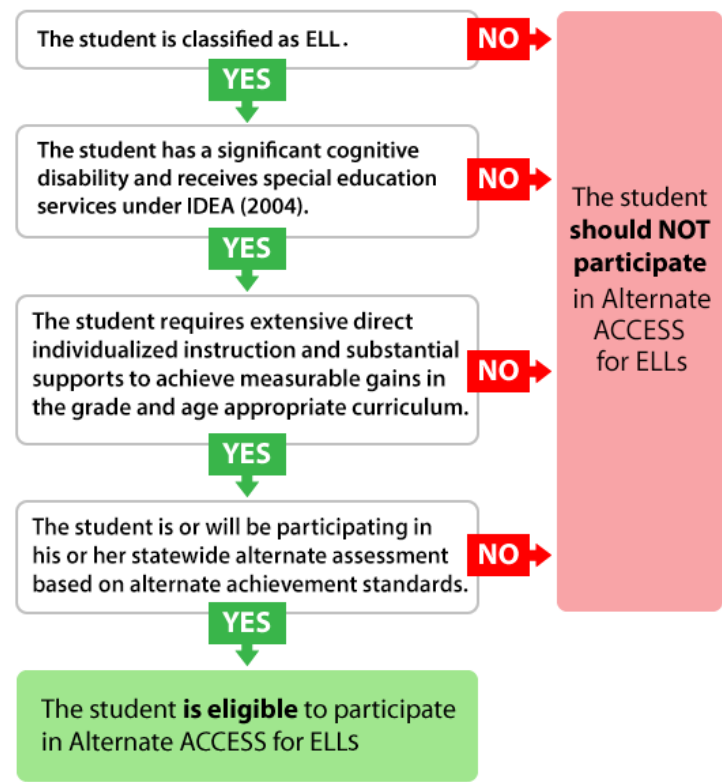 The student is classified as ELL.
NO
YES
The student has a significant cognitive
disability and receives special education
services under IDEA (2004).
NO
YES
The student requires extensive direct
individualized instruction and substantial
supports to achieve measurable gains in
the grade and age appropriate curriculum.
NO
YES
The student is or will be participating in
his or her statewide alternate assessment
based on alternate achievement standards.
NO
YES
The student is eligible to participate
in Alternate ACCESS for ELLs
The student
should NOT
participate
in Alternate
ACCESS
for ELLs